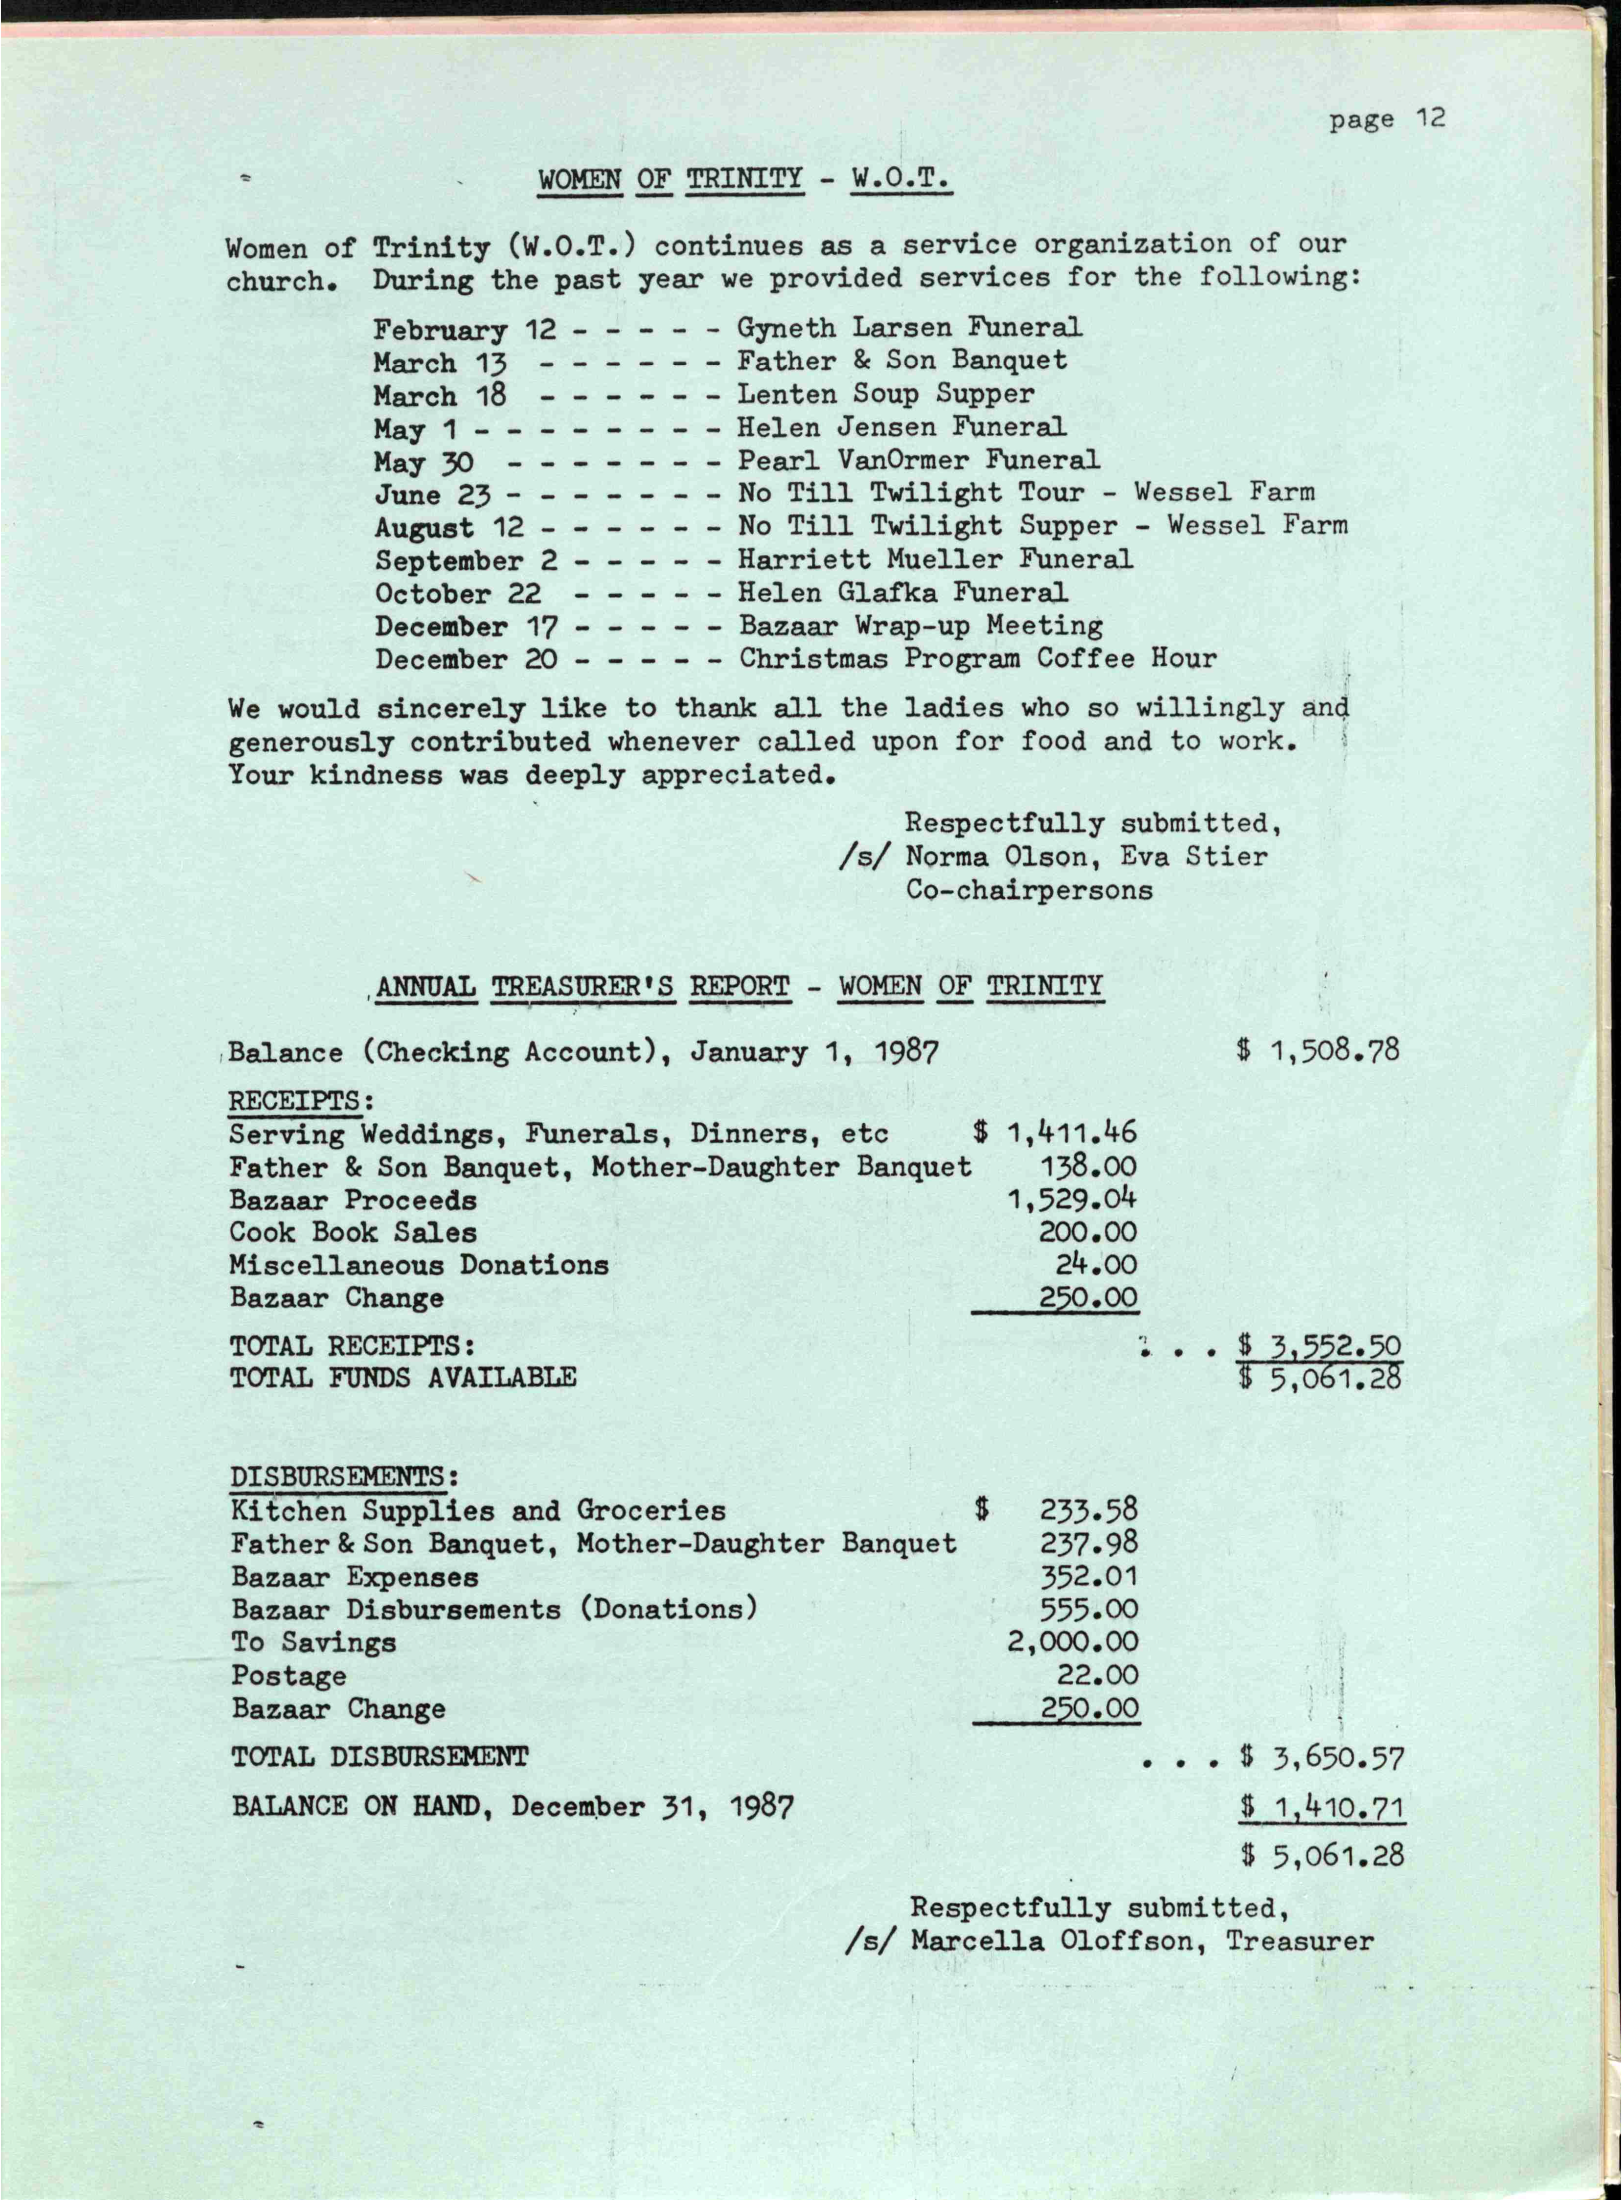 page 12
WOMEN OF TRINITY - W.O.T.
Women of Trinity (W.O.T.) continues as a service organization of our
church. During the past year we provided services for the following:
February 12 - - - - - Gyneth Larsen Funeral
March 13 - - - - - - Father & Son Banquet
March 18 - - - - - - Lenten Soup Supper
May 1 - - - - - - - - Helen Jensen Funeral
May 30 - - - - - - - Pearl VanOrmer Funeral
June 23 - - - - - - - No Till Twilight Tour - Wessel Farm
August 12 - - - - - - No Till Twilight Supper - Wessel Farm
September 2 - - - - - Harriett Mueller Funeral
October 22 - - - - - Helen Glafka Funeral
December 17 - - - - - Bazaar Wrap-up Meeting
December 20 - - - - - Christmas Program Coffee Hour
We would sincerely like to thank all the ladies who so willingly and
generously contributed whenever called upon for food and to work.
Your kindness was deeply appreciated.
Respectfully submitted,
/s/ Norma Olson, Eva Stier
Co-chairpersons
ANNUAL TREASURER'S REPORT - WOMEN OF TRINITY
Balance (Checking Account), January 1, 1987 $ 1,508.78
RECEIPTS:
Serving Weddings, Funerals, Dinners, etc $ 1,411.46
Father & Son Banquet, Mother-Daughter Banquet 138.00
Bazaar Proceeds 1,529.04
Cook Book Sales 200.00
Miscellaneous Donations 24.00
Bazaar Change 250.00
TOTAL RECEIPTS: . . . $ 3,552.50
TOTAL FUNDS AVAILABLE $ 5,061.28
DISBURSEMENTS:
Kitchen Supplies and Groceries $ 233.58
Father & Son Banquet, Mother-Daughter Banquet 237.98
Bazaar Expenses 352.01
Bazaar Disbursements (Donations) 555.00
To Savings 2,000.00
Postage 22.00
Bazaar Change 250.00
TOTAL DISBURSEMENT . . . $ 3,650.57
BALANCE ON HAND, December 31, 1987 $ 1,410.71
$ 5,061.28
Respectfully submitted,
/s/ Marcella Oloffson, Treasurer